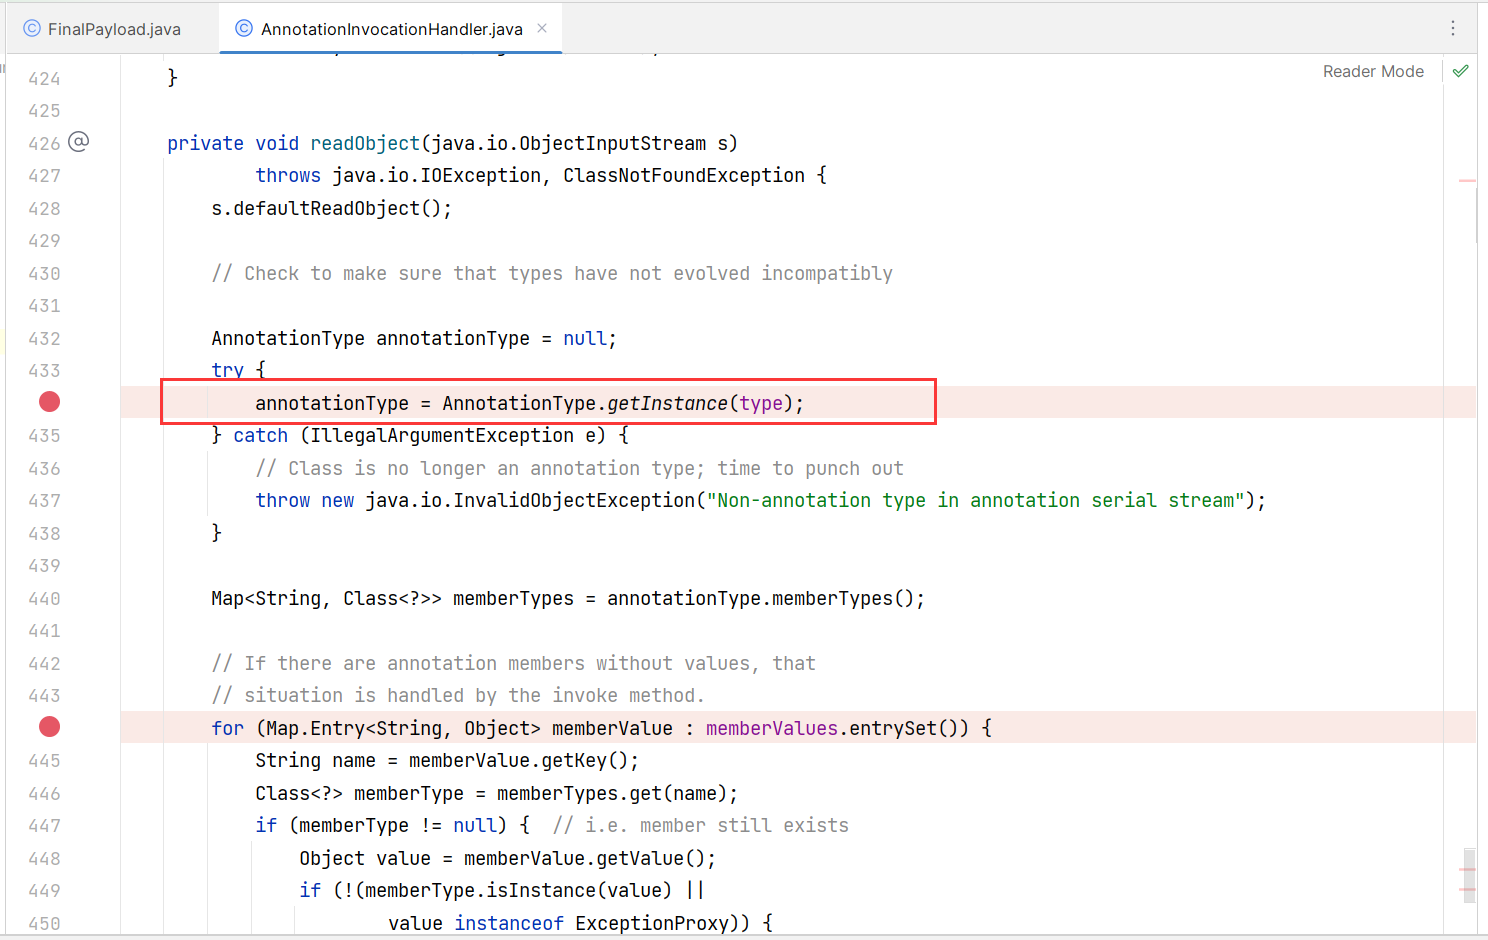 FinalPayload.java
AnnotationInvocationHandler.java
Reader Mode
424 }
425
426 @ private void readObject(java.io.ObjectInputStream s)
427 throws java.io.IOException, ClassNotFoundException {
428 s.defaultReadObject();
429
430 // Check to make sure that types have not evolved incompatibly
431
432 AnnotationType annotationType = null;
433 try {
annotationType = AnnotationType.getInstance(type);
435 } catch (IllegalArgumentException e) {
436 // Class is no longer an annotation type; time to punch out
437 throw new java.io.InvalidObjectException("Non-annotation type in annotation serial stream");
438 }
439
440 Map<String, Class<?>> memberTypes = annotationType.memberTypes();
441
442 // If there are annotation members without values, that
443 // situation is handled by the invoke method.
for (Map.Entry<String, Object> memberValue : memberValues.entrySet()) {
445 String name = memberValue.getKey();
446 Class<?> memberType = memberTypes.get(name);
447 if (memberType != null) { // i.e. member still exists
448 Object value = memberValue.getValue();
449 if (!(memberType.isInstance(value) ||
450 value instanceof ExceptionProxy)) {